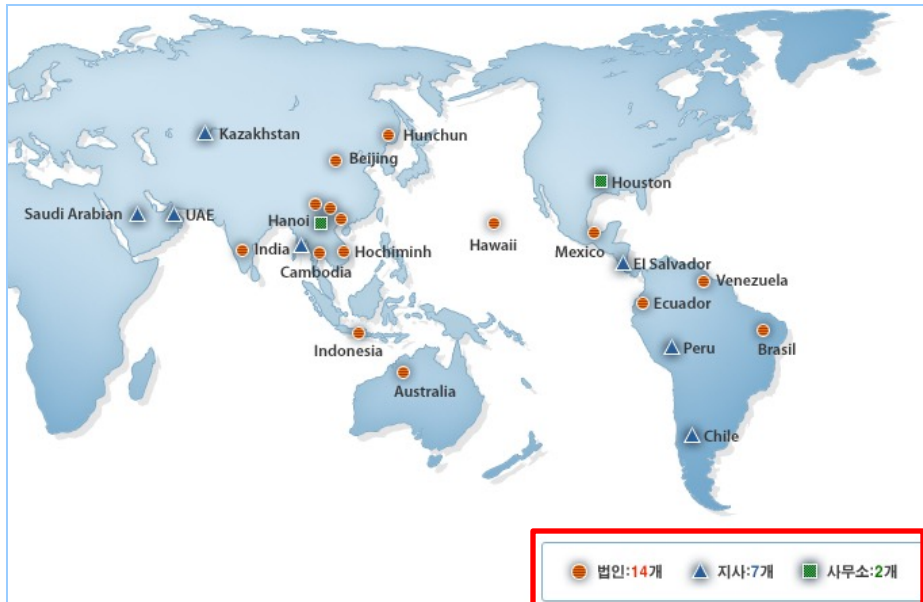 Kazakhstan
Hunchun
Beijing
Houston
Saudi Arabian
UAE
Hanoi
India
Hochiminh
Hawaii
Mexico
Cambodia
El Salvador
Venezuela
Ecuador
Indonesia
Peru
Brasil
Australia
Chile
법인:14개 지사:7개 사무소:2개